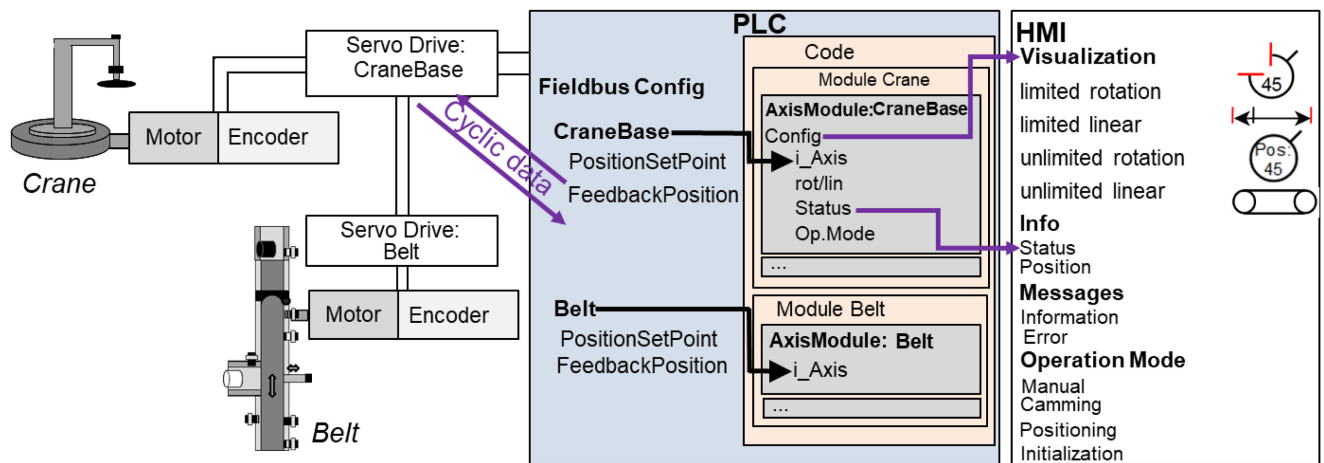 Crane
Motor
Encoder
Servo Drive:
CraneBase
Servo Drive:
Belt
Motor
Encoder
Belt
Cyclic data
PLC
Fieldbus Config
CraneBase
PositionSetPoint
FeedbackPosition
Belt
PositionSetPoint
FeedbackPosition
Code
Module Crane
AxisModule:CraneBase
Config
i_Axis
rot/lin
Status
Op.Mode
...
Module Belt
AxisModule: Belt
i_Axis
...
HMI
Visualization
limited rotation
45
limited linear
unlimited rotation
Pos:
45
unlimited linear
Info
Status
Position
Messages
Information
Error
Operation Mode
Manual
Camming
Positioning
Initialization